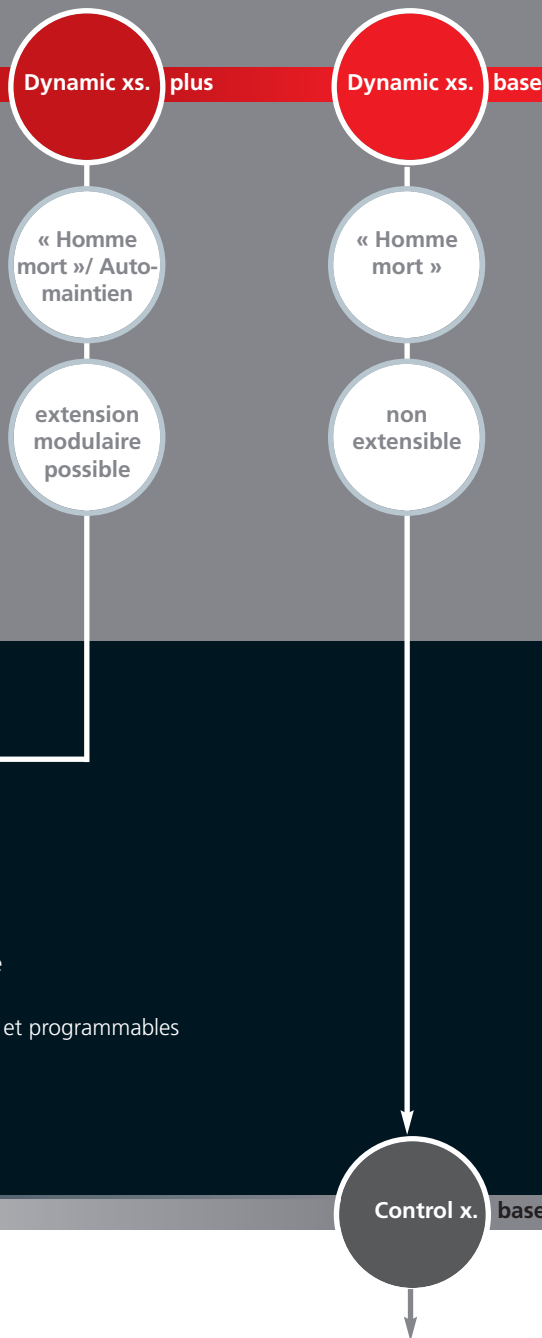 Dynamic xs. plus
Dynamic xs. base
« Homme
mort »/ Auto-
maintien
« Homme
mort »
extension
modulaire
possible
non
extensible
et programmables
Control x. base